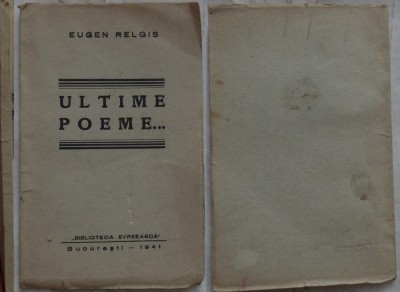 EUGEN RELGIS
ULTIME
POEME...
„BIBLIOTECA EVREEASCĂ"
Bucureşti — 1941